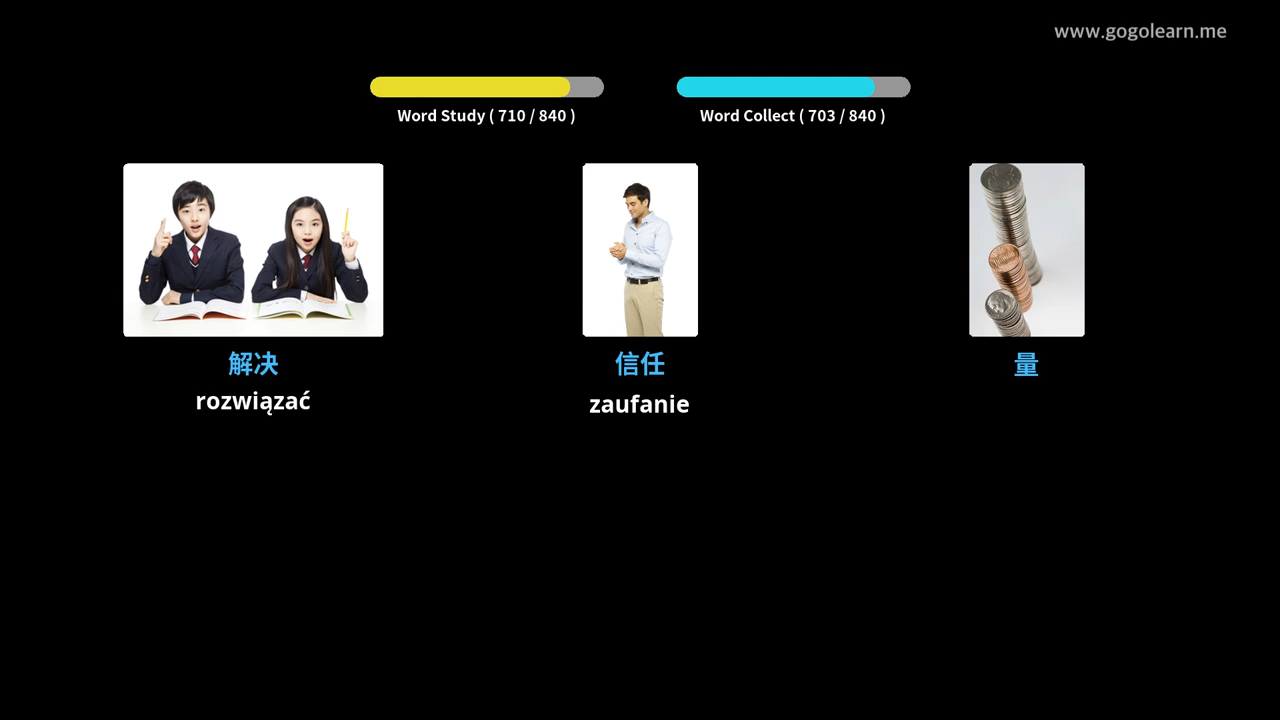 www.gogolearn.me
Word Study ( 710 / 840 )
Word Collect ( 703 / 840 )
解决
信任
量
rozwiązać
zaufanie